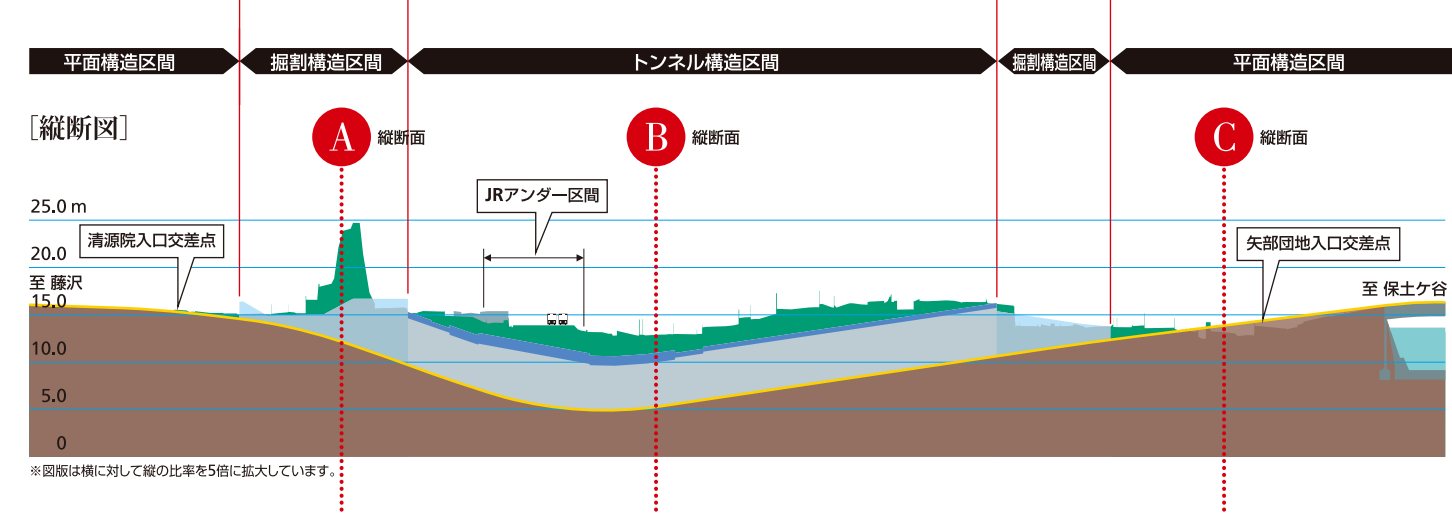 平面構造区間
掘割構造区間
トンネル構造区間
掘割構造区間
平面構造区間
[縦断図]
A 縦断面
B 縦断面
C 縦断面
JRアンダー区間
25.0 m
清源院入口交差点
矢部団地入口交差点
20.0
至 藤沢
至 保土ケ谷
15.0
10.0
5.0
0
※図版は横に対して縦の比率を5倍に拡大しています。